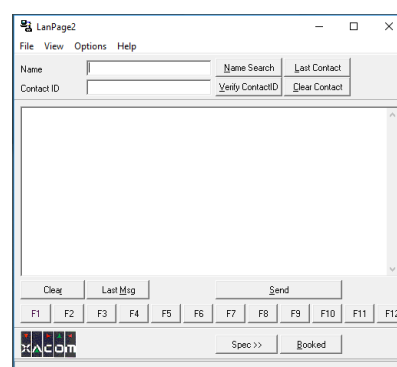 LanPage2
File View Options Help
Name Name Search Last Contact
Contact ID Verify ContactID Clear Contact
Clear Last Msg Send
F1 F2 F3 F4 F5 F6 F7 F8 F9 F10 F11 F12
XACOM Spec >> Booked